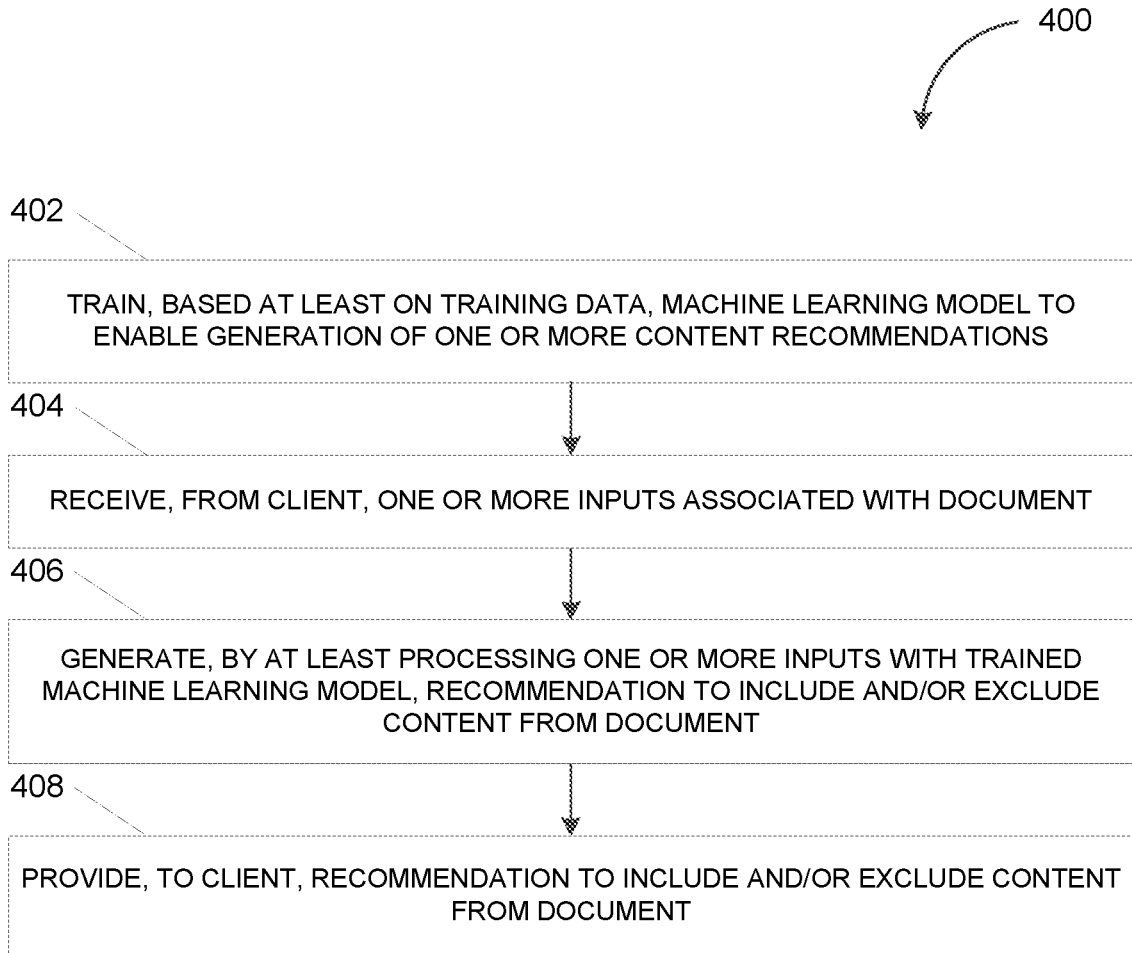 400
402
TRAIN, BASED AT LEAST ON TRAINING DATA, MACHINE LEARNING MODEL TO
ENABLE GENERATION OF ONE OR MORE CONTENT RECOMMENDATIONS
404
RECEIVE, FROM CLIENT, ONE OR MORE INPUTS ASSOCIATED WITH DOCUMENT
406
GENERATE, BY AT LEAST PROCESSING ONE OR MORE INPUTS WITH TRAINED
MACHINE LEARNING MODEL, RECOMMENDATION TO INCLUDE AND/OR EXCLUDE
CONTENT FROM DOCUMENT
408
PROVIDE, TO CLIENT, RECOMMENDATION TO INCLUDE AND/OR EXCLUDE CONTENT
FROM DOCUMENT